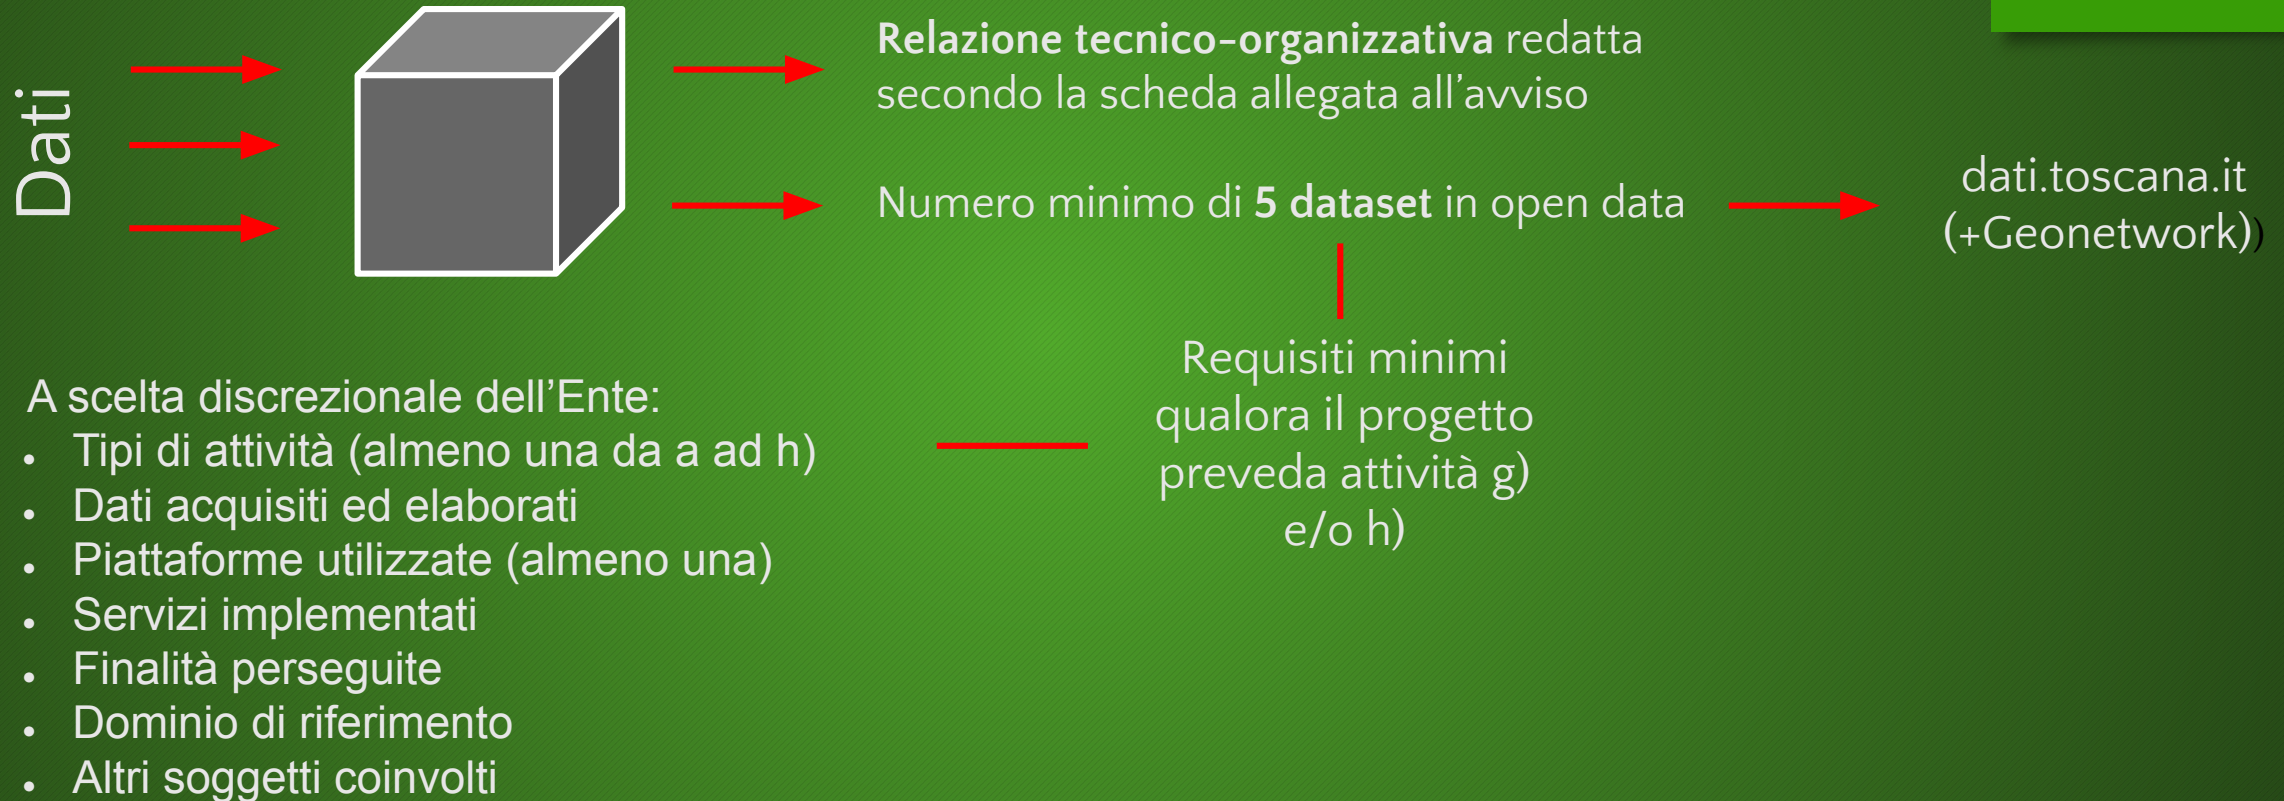 Dati
Relazione tecnico-organizzativa redatta
secondo la scheda allegata all’avviso
Numero minimo di 5 dataset in open data
dati.toscana.it
(+Geonetwork))
Requisiti minimi
qualora il progetto
preveda attività g)
e/o h)
A scelta discrezionale dell’Ente:
• Tipi di attività (almeno una da a ad h)
• Dati acquisiti ed elaborati
• Piattaforme utilizzate (almeno una)
• Servizi implementati
• Finalità perseguite
• Dominio di riferimento
• Altri soggetti coinvolti